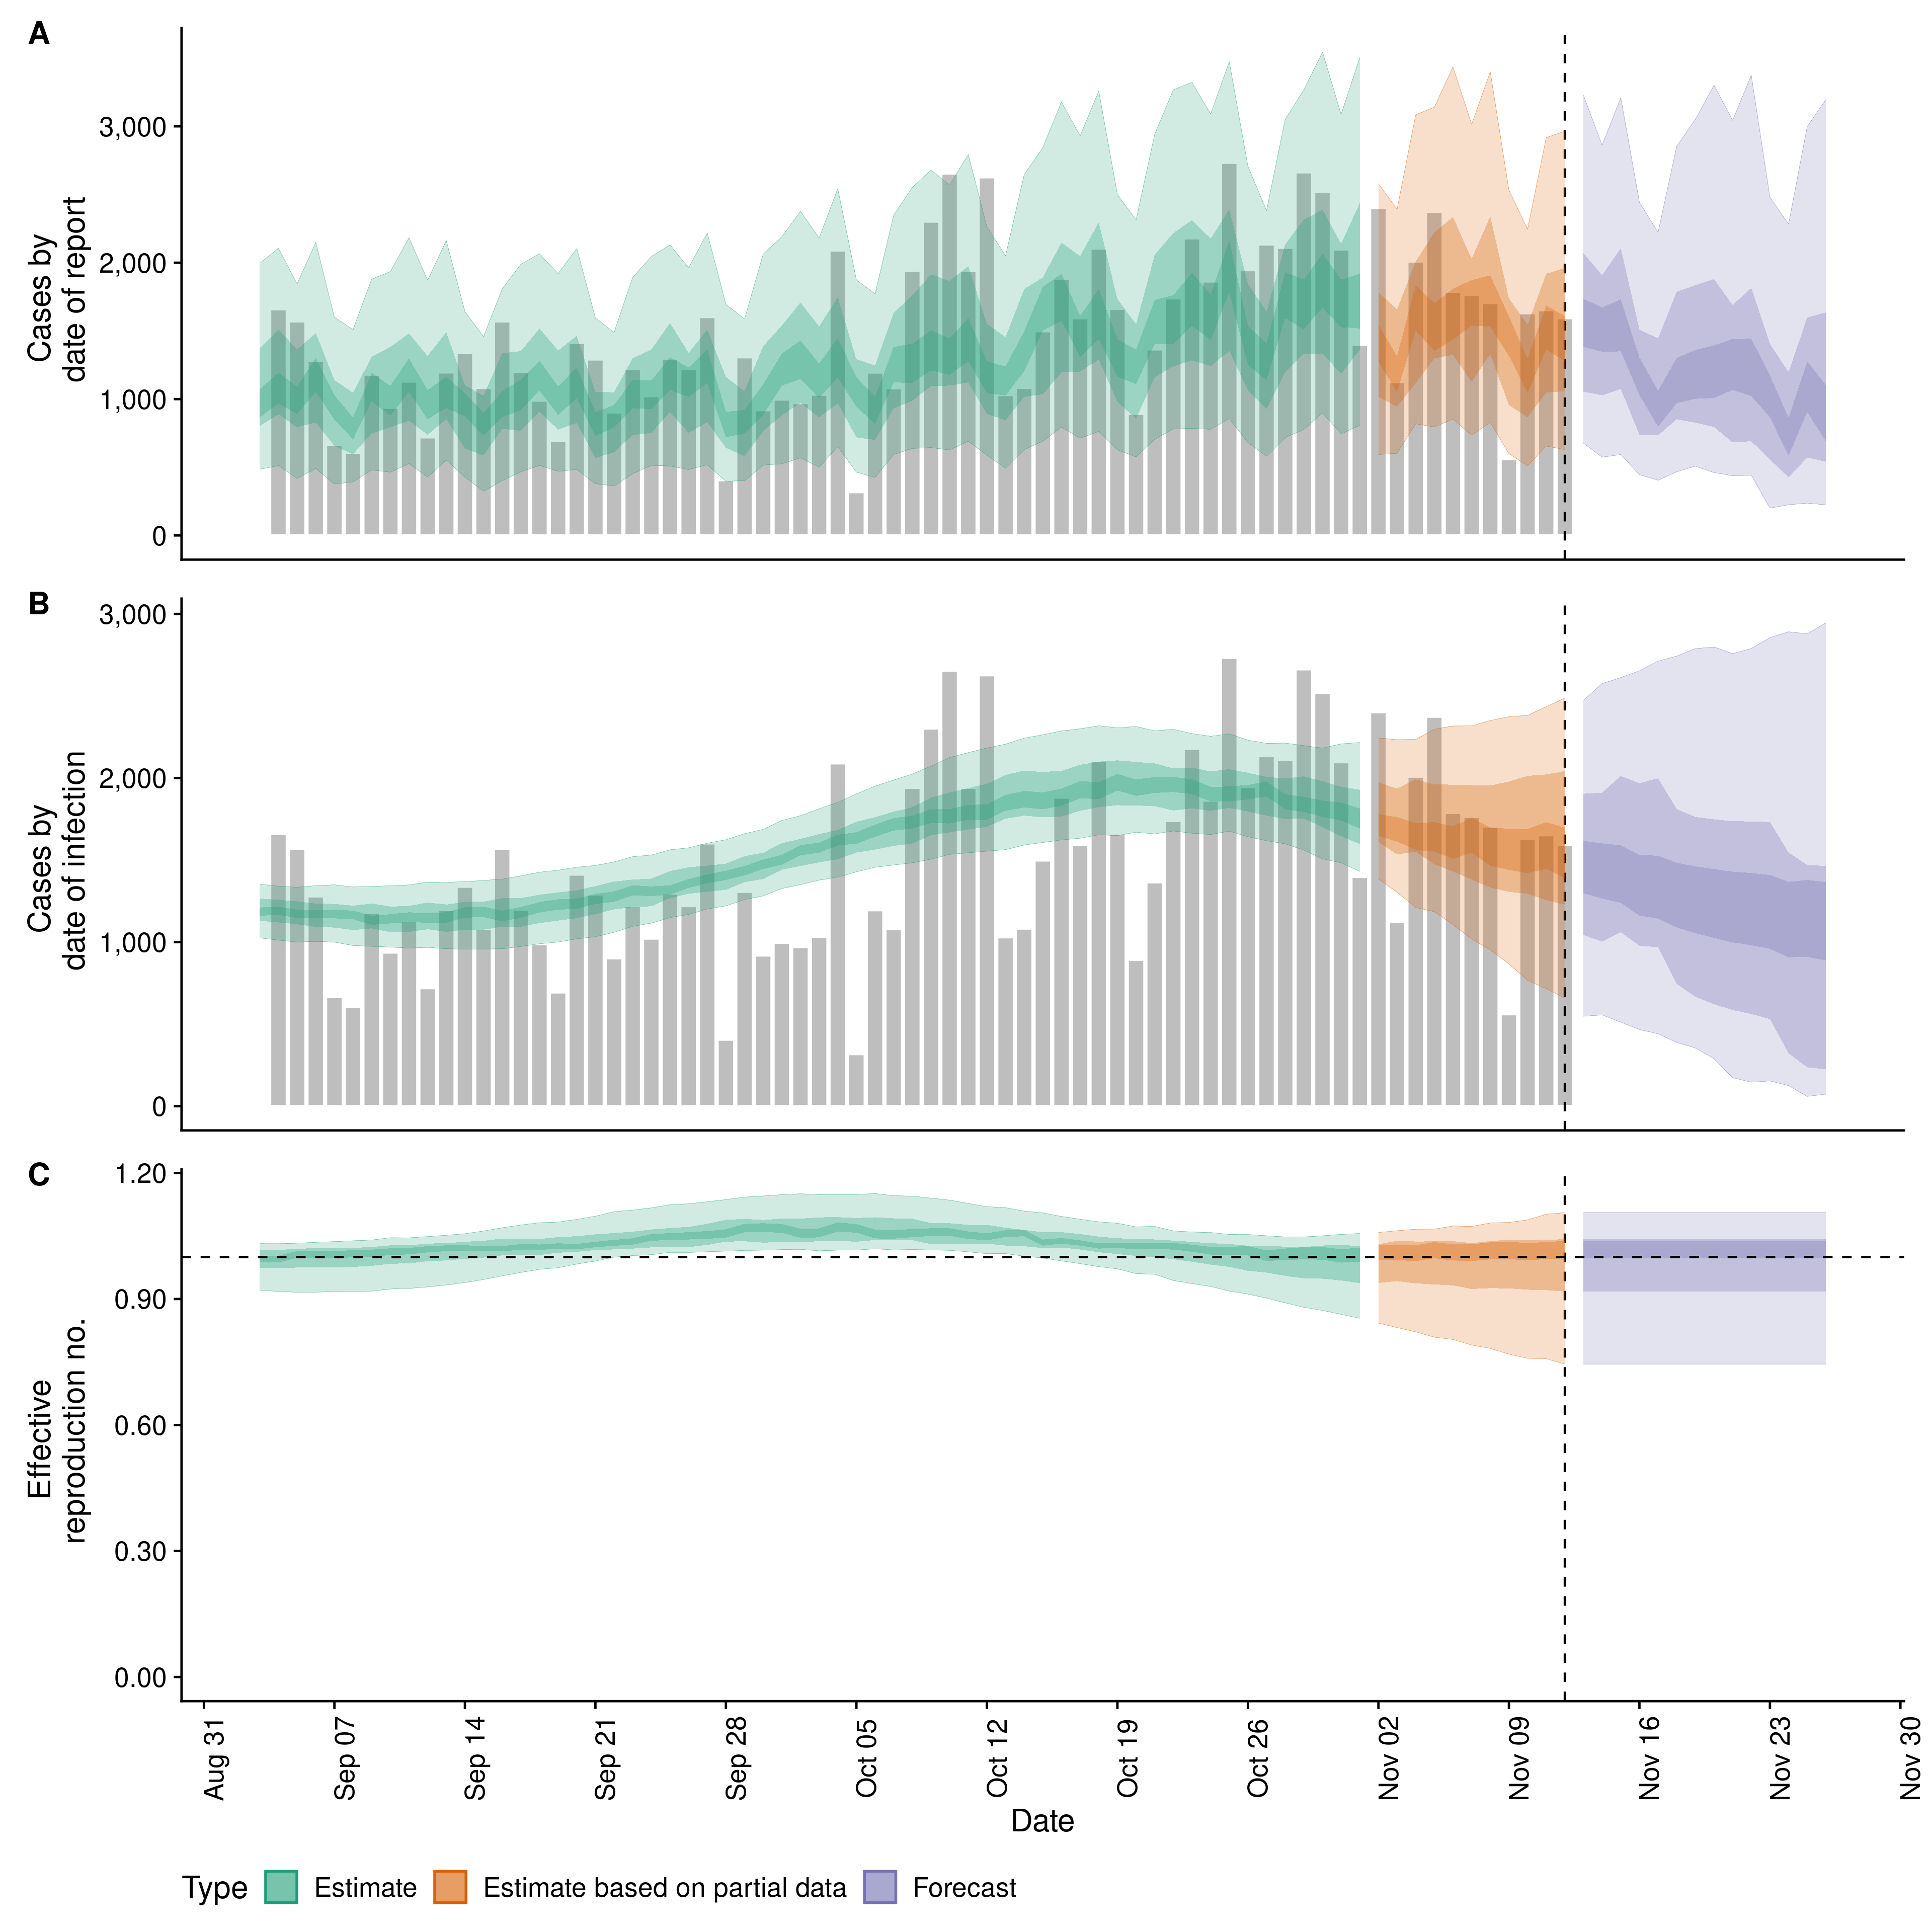 A
3,000
2,000
1,000
0
Cases by
date of report
B
3,000
2,000
1,000
0
Cases by
date of infection
C
1.20
0.90
0.60
0.30
0.00
Effective
reproduction no.
Aug 31
Sep 07
Sep 14
Sep 21
Sep 28
Oct 05
Oct 12
Oct 19
Oct 26
Nov 02
Nov 09
Nov 16
Nov 23
Nov 30
Date
Type Estimate Estimate based on partial data Forecast